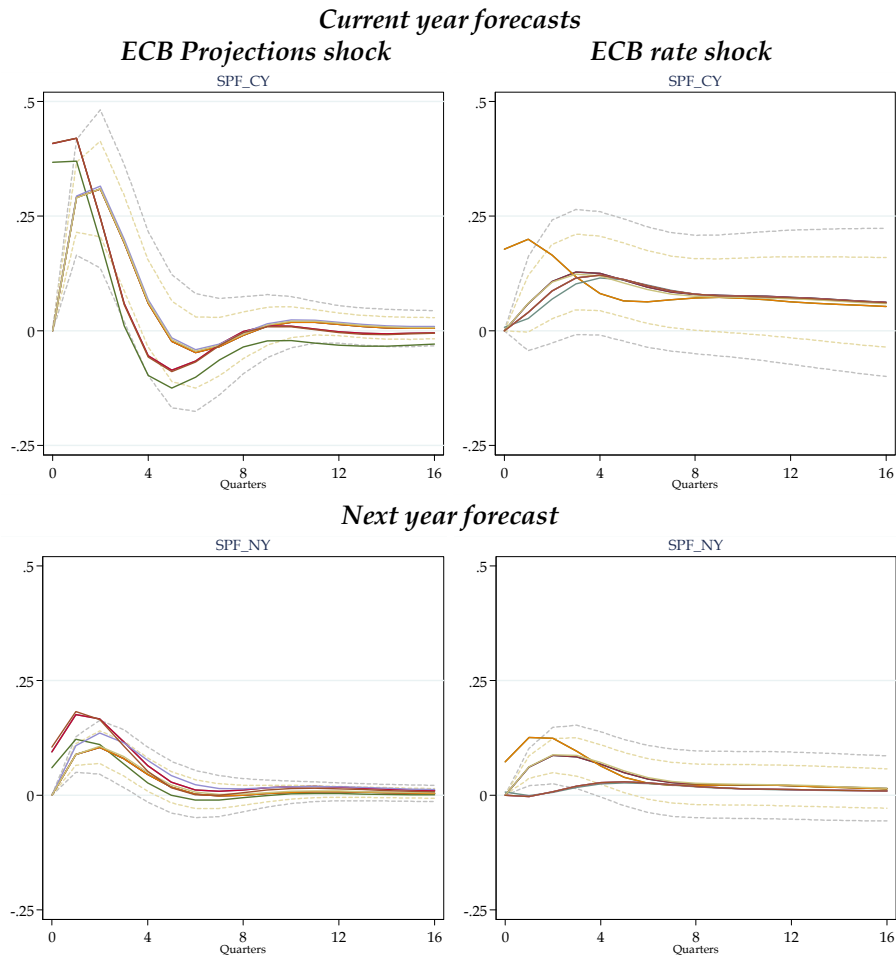 Current year forecasts
ECB Projections shock
ECB rate shock
SPF_CY
SPF_CY
.5
.25
0
-.25
0 4 8 12 16
Quarters
.5
.25
0
-.25
0 4 8 12 16
Quarters
Next year forecast
SPF_NY
SPF_NY
.5
.25
0
-.25
0 4 8 12 16
Quarters
.5
.25
0
-.25
0 4 8 12 16
Quarters